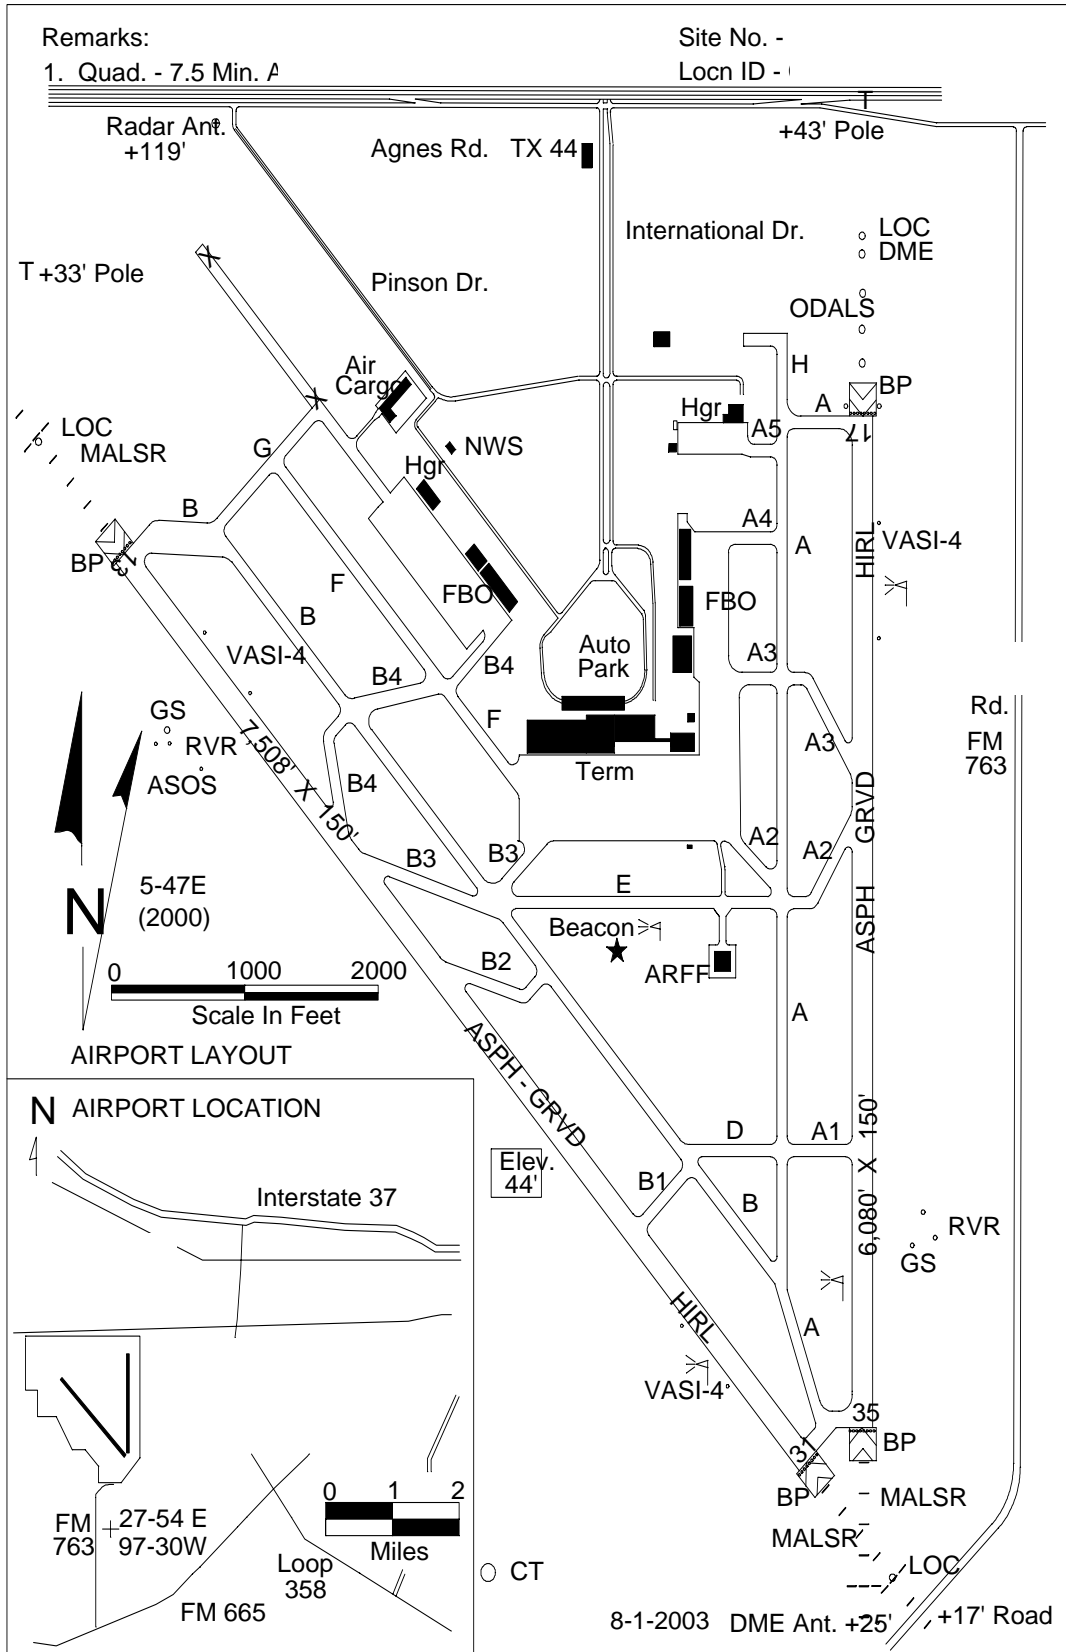 Remarks:
Site No. -
1. Quad. - 7.5 Min.
Locn ID -
T
Radar Ant.
+119'
+43' Pole
Agnes Rd.
TX 44
International Dr.
LOC
DME
T +33' Pole
X
Pinson Dr.
ODALS
Air
Cargo
H
BP
X
A
Hgr
LOC
MALSR
G
A5
17
NWS
Hgr
B
A4
A
HIRL
VASI-4
BP
13
F
FBO
FBO
B
VASI-4
Auto
Park
A3
B4
B4
GS
RVR
F
A3
Rd.
FM
763
7,508' X 150'
ASOS
B4
Term
ASPH GRVD
A2
A2
B3
B3
N
5-47E
(2000)
E
Beacon
B2
ARFF
0 1000 2000
Scale In Feet
A
AIRPORT LAYOUT
ASPH - GRVD
N AIRPORT LOCATION
D
A1
6,080' X 150'
Elev.
44'
B1
B
Interstate 37
RVR
GS
HIRL
A
VASI-4
35
31
BP
BP
0 1 2
Miles
MALSR
MALSR
FM
763
27-54 E
97-30W
Loop
358
CT
LOC
FM 665
8-1-2003
DME Ant. +25'
+17' Road